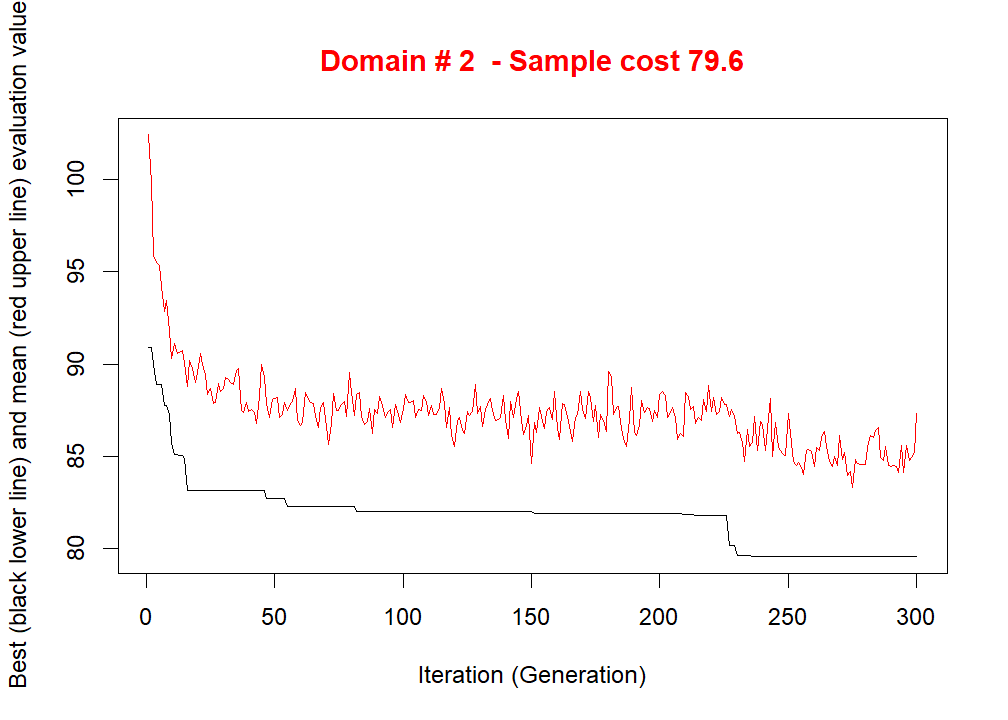 Domain # 2  - Sample cost 79.6
Best (black lower line) and mean (red upper line) evaluation value
100
95
90
85
80
0 50 100 150 200 250 300
Iteration (Generation)